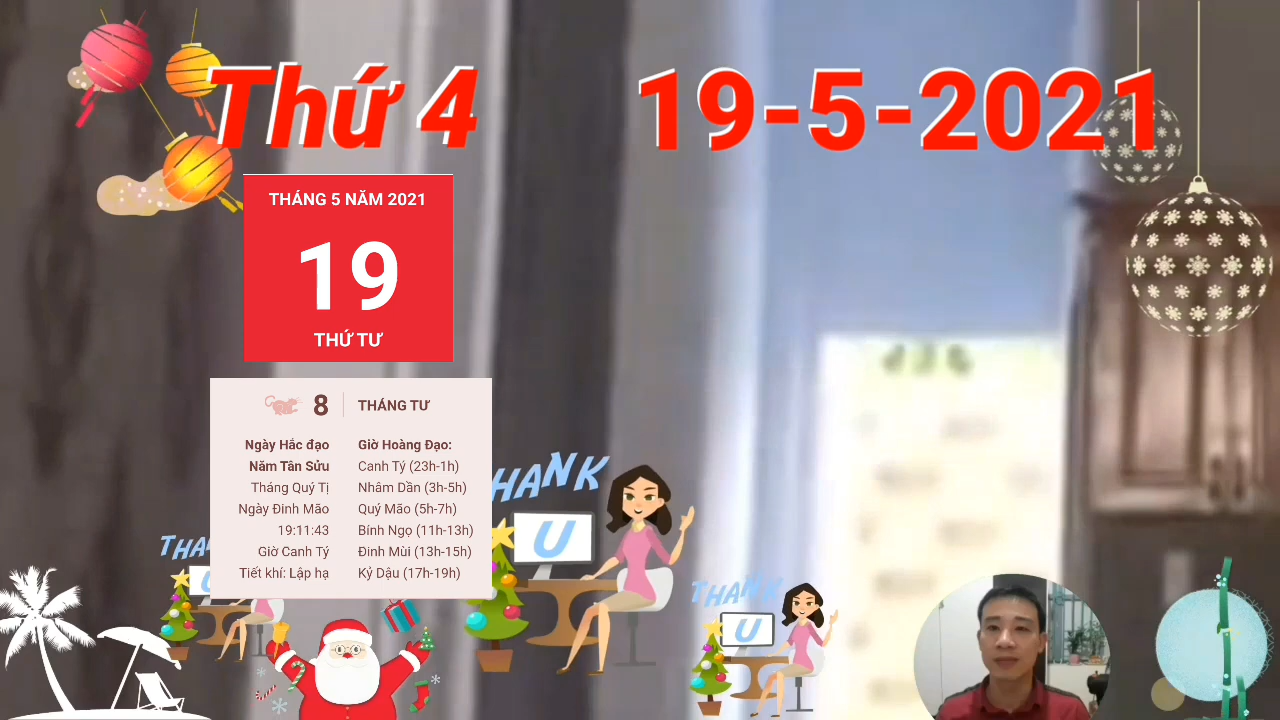 Thứ 4
19-5-2021
THÁNG 5 NĂM 2021
19
THỨ TƯ
8
THÁNG TƯ
Ngày Hắc đạo
Năm Tân Sửu
Tháng Quý Tị
Ngày Đinh Mão
19:11:43
Giờ Canh Tý
Tiết khí: Lập hạ
Giờ Hoàng Đạo:
Canh Tý (23h-1h)
Nhâm Dần (3h-5h)
Quý Mão (5h-7h)
Bính Ngọ (11h-13h)
Đinh Mùi (13h-15h)
Kỷ Dậu (17h-19h)
THANK
U
THANK
U